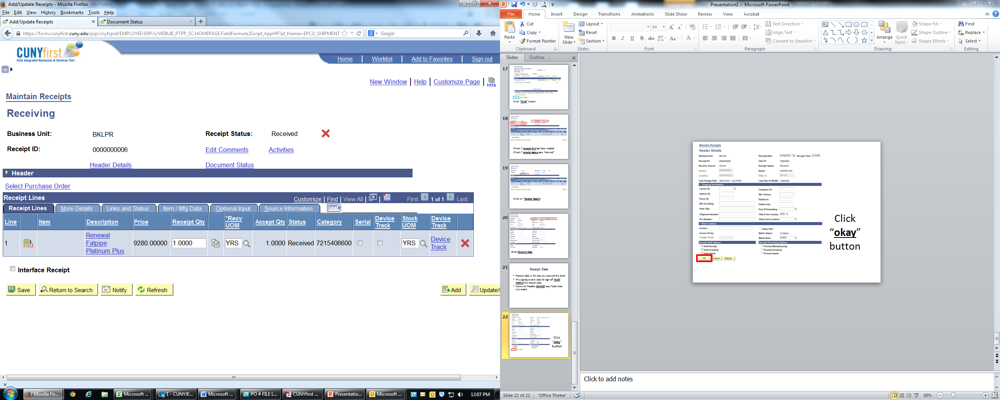 Add/Update Receipts - Mozilla Firefox
File Edit View History Bookmarks Tools Help
Add/Update Receipts
Document Status
https://fscm.cunyfirst.cuny.edu/psp/cnyfsprd/EMPLOYEE/ERP/s/WEBLIB_PTPP_SC.HOMEPAGE.FieldFormula.IScript_AppHP?pt_fname=EPCO_SHIPMENT
Google
CUNYfirst
Fully Integrated Resources & Services Tool
Home Worklist Add to Favorites Sign out
New Window Help Customize Page http
Maintain Receipts
Receiving
Business Unit: BKLPR Receipt Status: Received
Receipt ID: 0000000006 Edit Comments Activities
Header Details Document Status
Header
Select Purchase Order
Receipt Lines Customize | Find | View All | First 1 of 1 Last
Receipt Lines More Details Links and Status Item / Mfg Data Optional Input Source Information
Line Item Description Price Receipt Qty *Recv UOM Accept Qty Status Category Serial Device Track Stock UOM Device Track
1 Renewal Fatpipe Platinum Plus 9280.00000 1.0000 YRS 1.0000 Received 7215406600 YRS Device Track
Interface Receipt
Save Return to Search Notify Refresh Add Update/
Mozilla Fir... Microsoft ... 1 - CUNYJE... Microsoft ... PO # FILE L... CUNYfirst ... Presentatio... Microsoft ... 12:07 PM
Presentation1 - Microsoft PowerPoint
File Home Insert Design Transitions Animations Slide Show Review View Acrobat
Paste Cut Copy Format Painter
Clipboard
New Slide Layout Reset Section
Slides
44
Font
Text Direction Align Text Convert to SmartArt
Paragraph
Arrange Quick Styles Shape Fill Shape Outline Shape Effects
Drawing
Find Replace Select
Editing
Slides Outline
17
Click "OKAY" button
18
Check if receipt ID # has been created
Check if receipt status says "received"
19
Click on "Header Details"
20
Enter Receipt Date
21
Receipt Date
• Receipt Date is the day you received the items
• The signature and date for sign-off MUST MATCH the receipt date
• Accounts Payable CANNOT pay if date does not match
22
Click
"okay"
button
Maintain Receipts
Header Details
Business Unit: BKLPR *Receipt Date: 07/02/2013 Receipt Time: 12:53PM
Receipt ID: 0000000006 User ID 10856360
Receive Source: On-line Receipt Status: Received
Vendor: 2000000300 Name: FATPIPE INC
Location: MAINCHECK *Ship To: RH-001
Last Change Date 08/07/2013 1:22:47PM Last User to Modify 10856360
Shipping Information
Carrier ID: Container ID:
Vehicle ID: Nbr Cartons:
Driver ID: Pallets In:
Bill of Lading: Pallets Out:
Pack Slip: Port Of Unloading:
Shipment Number: Ship From Country: USA
Pro Number: Ship From Location:
Match Options
Invoice: Allow ERS
Invoice Dt Op: Match Status: To Match
Freight Terms: Match Rule: STATE
Receipt Hold Options Receipt Processing Options
Hold Receipt Process Manufacturing
Hold Inventory Process Inventory
Hold Assets Process Assets
OK Cancel Refresh
Click
“okay”
button
Click to add notes
Slide 22 of 22 "Office Theme" 50%